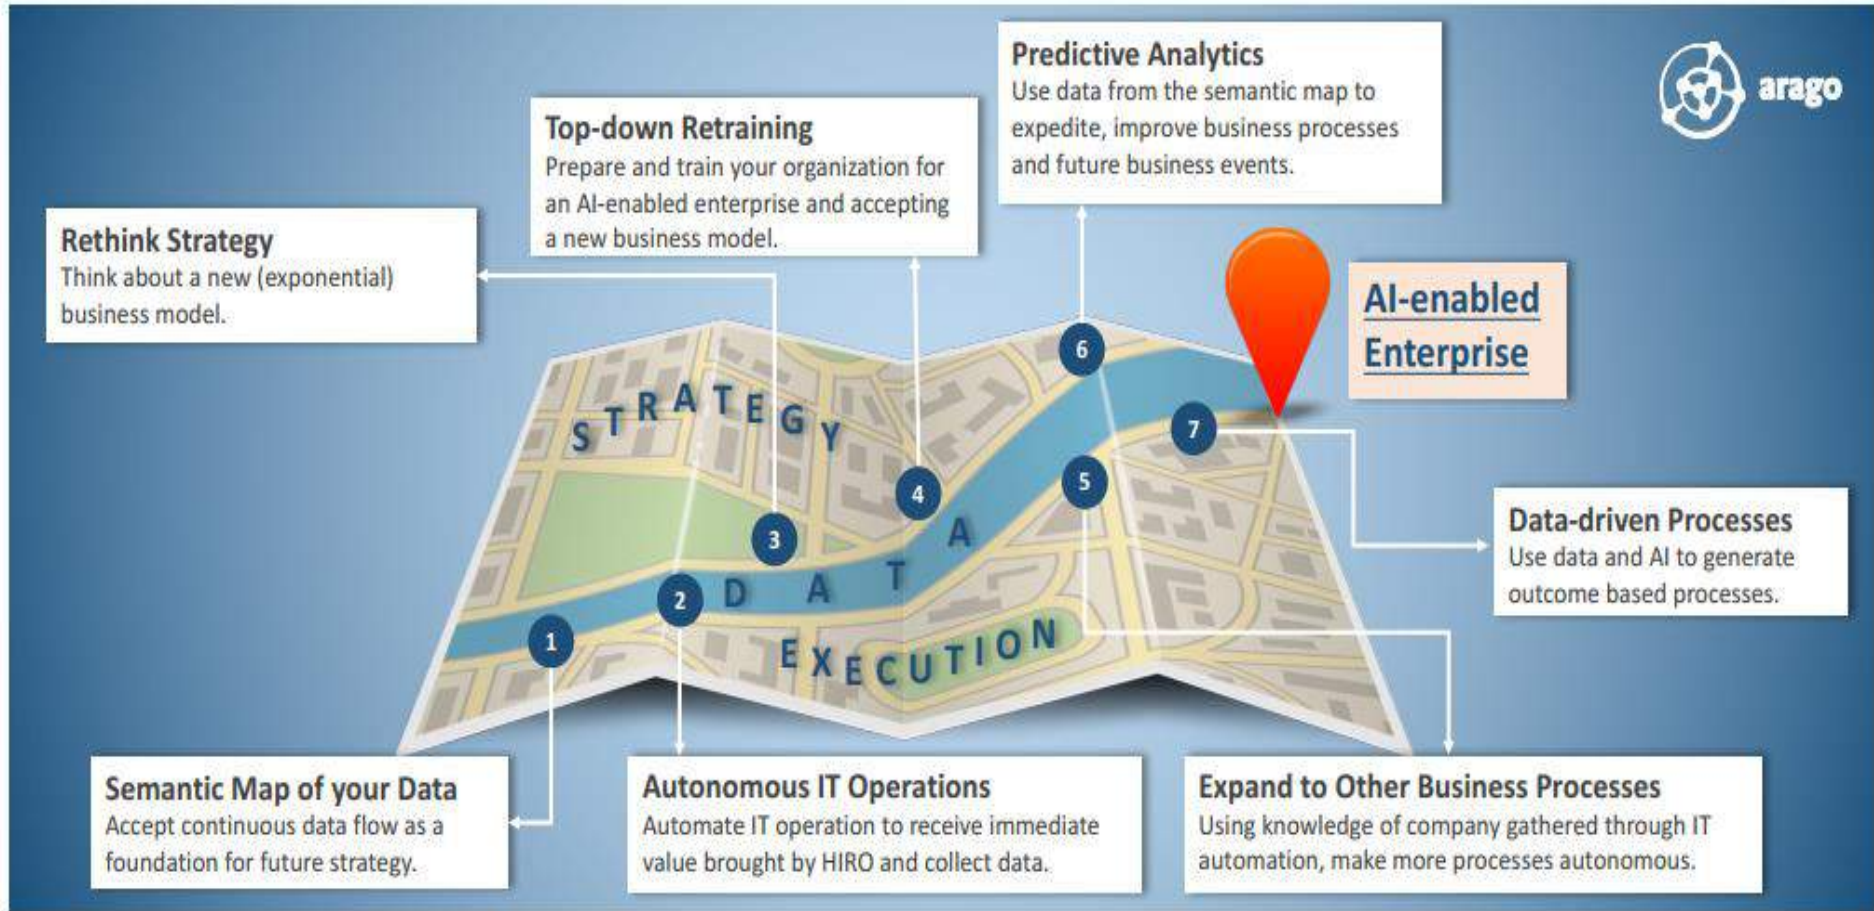 Predictive Analytics
Use data from the semantic map to
expedite, improve business processes
and future business events.
arago
Top-down Retraining
Prepare and train your organization for
an AI-enabled enterprise and accepting
a new business model.
Rethink Strategy
Think about a new (exponential)
business model.
AI-enabled
Enterprise
STRATEGY
6
7
5
4
3
DATA
2
1
EXECUTION
Data-driven Processes
Use data and AI to generate
outcome based processes.
Semantic Map of your Data
Accept continuous data flow as a
foundation for future strategy.
Autonomous IT Operations
Automate IT operation to receive immediate
value brought by HIRO and collect data.
Expand to Other Business Processes
Using knowledge of company gathered through IT
automation, make more processes autonomous.